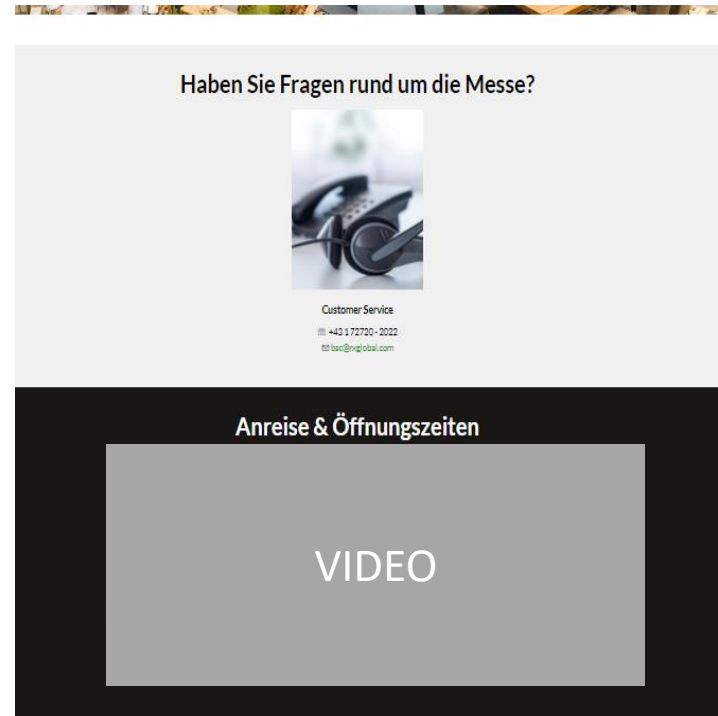 Haben Sie Fragen rund um die Messe?
Customer Service
+43 1 72720 - 2022
bsc@rxglobal.com
Anreise & Öffnungszeiten
VIDEO